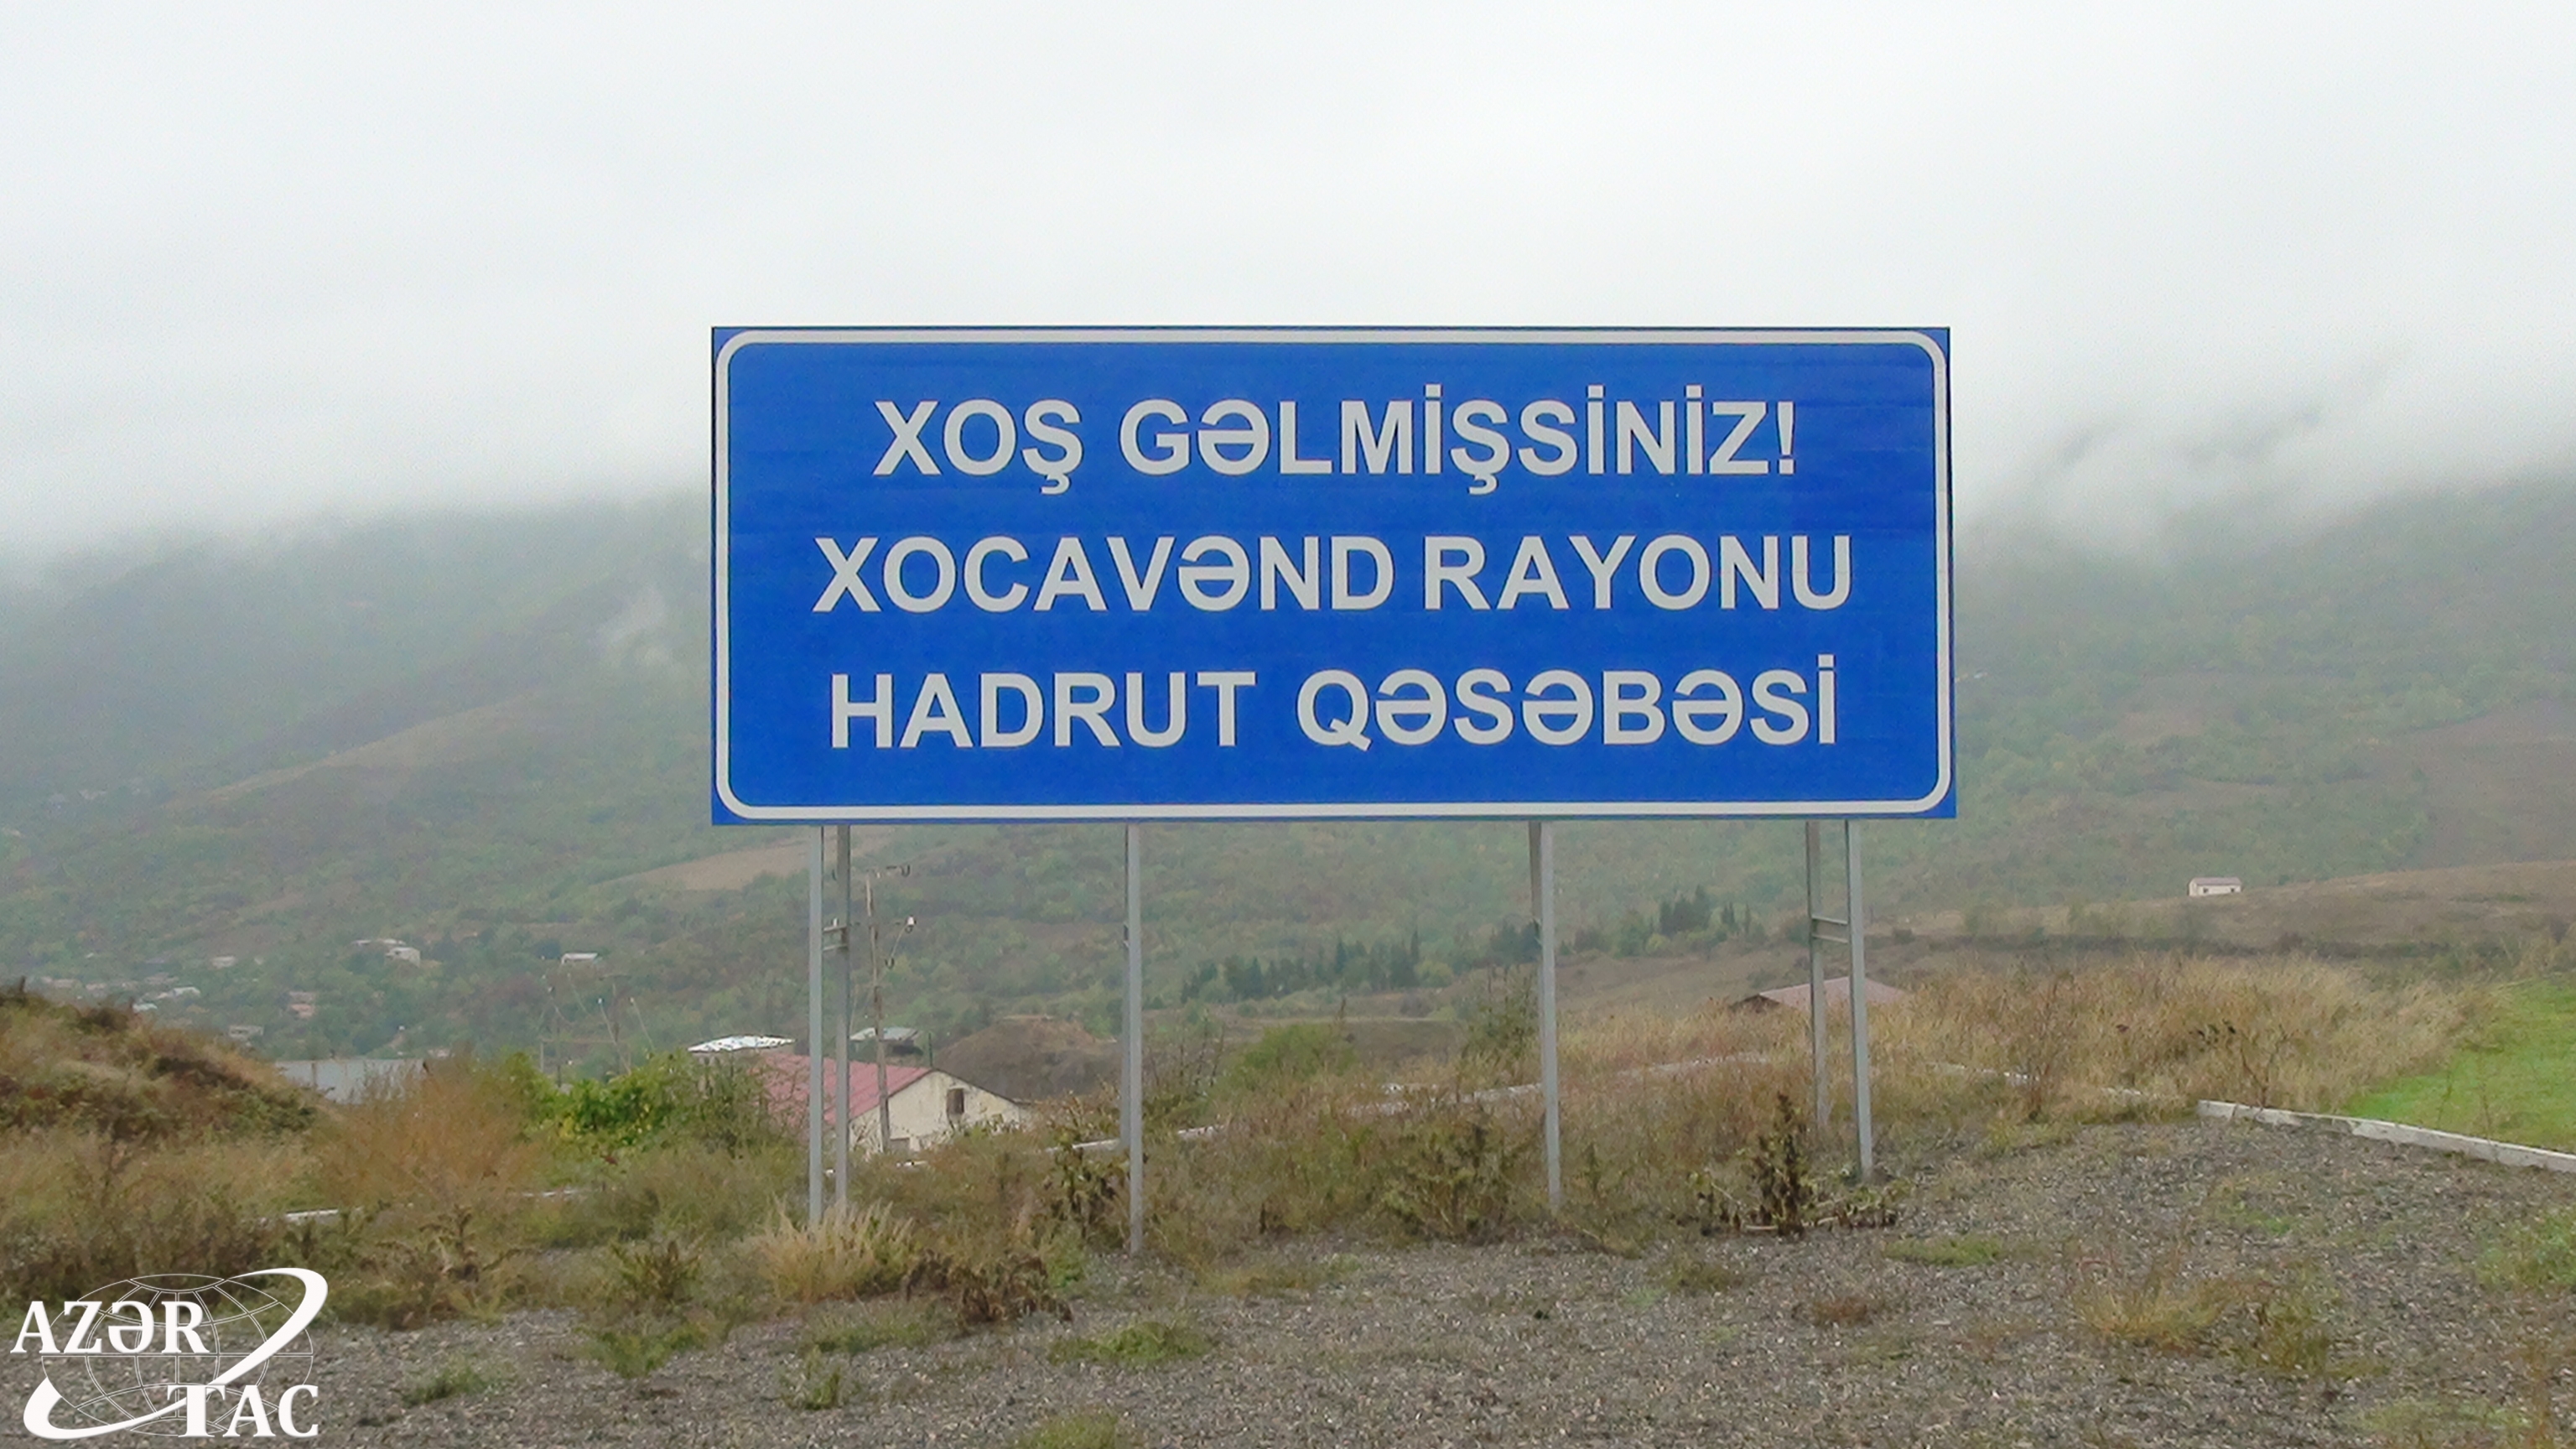 XOŞ GƏLMİŞSİNİZ!
XOCAVƏND RAYONU
HADRUT QƏSƏBƏSİ
AZƏR
TAC